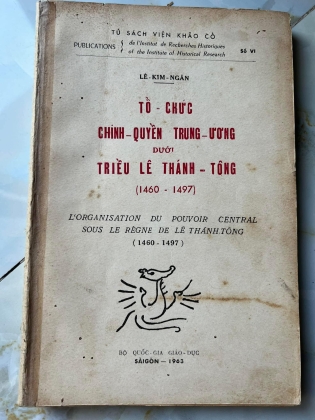 TỦ SÁCH VIỆN KHẢO CỔ
PUBLICATIONS { de l'Institut de Recherches Historiques
of the Institute of Historical Research
Số VI
LÊ-KIM-NGÂN
TỔ-CHỨC
CHÍNH-QUYỀN TRUNG-ƯƠNG
DƯỚI
TRIỀU LÊ THÁNH-TÔNG
(1460 - 1497)
L'ORGANISATION DU POUVOIR CENTRAL
SOUS LE RÈGNE DE LÊ THÁNH.TÔNG
(1460-1497)
BỘ QUỐC-GIA GIÁO-DỤC
SÀIGÒN — 1963